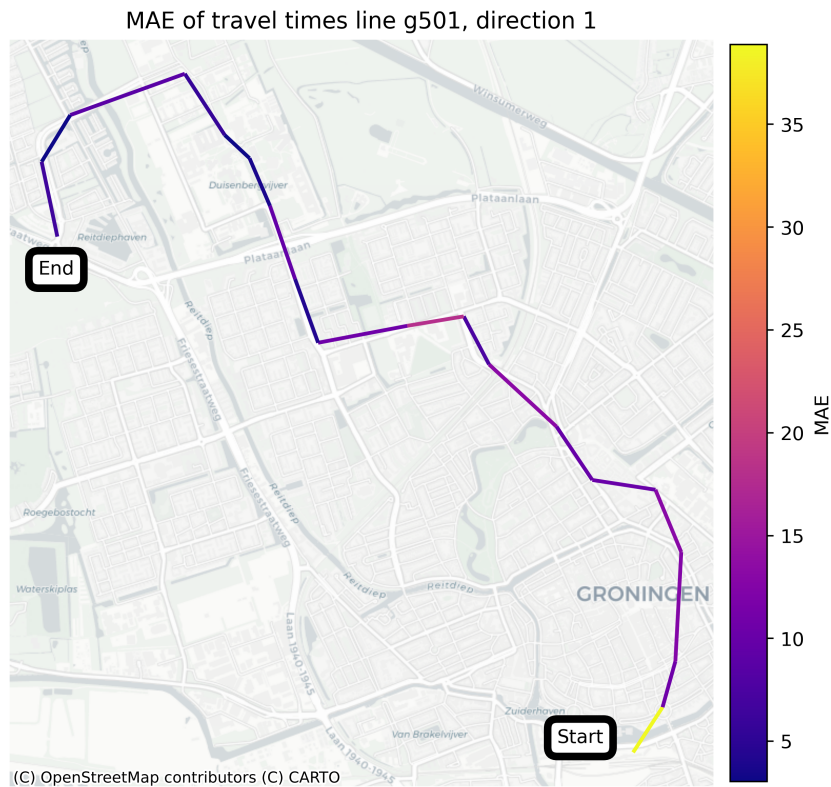 MAE of travel times line g501, direction 1
Winsumerweg
Duisenbergvijver
Plataanlaan
Reitdiephaven
Plataanlaan
End
Reitdiep
Friesestraatweg
Friesestraatweg
Reitdiep
Roegebostocht
Waterskiplas
Reitdiep
Reitdiep
GRONINGEN
Laan 1940-1945
Zuiderhaven
Start
Van Brakelvijver
Laan 1940-1945
(C) OpenStreetMap contributors (C) CARTO
35
30
25
20
15
10
5
MAE